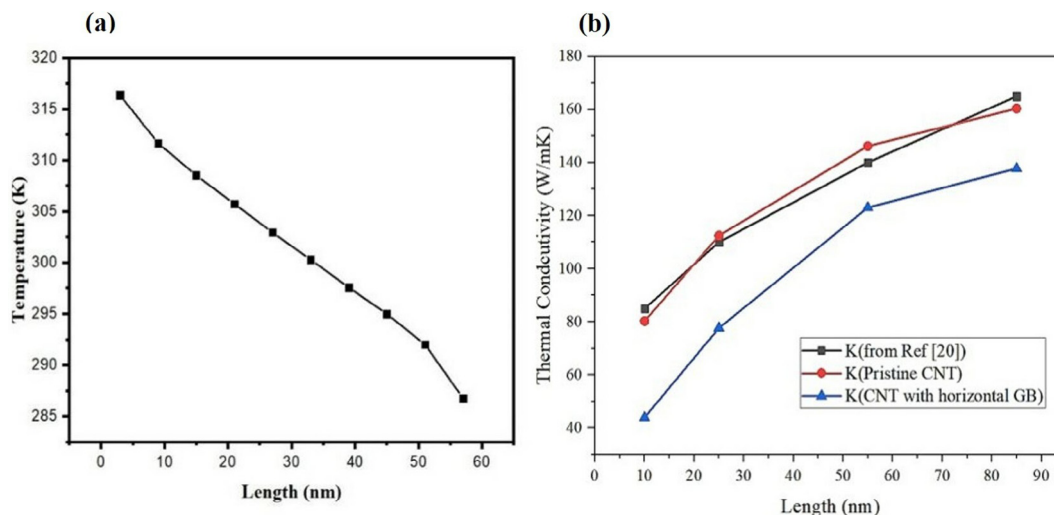 (a)
320
315
310
305
300
295
290
285
Temperature (K)
0 10 20 30 40 50 60
Length (nm)
(b)
180
160
140
120
100
80
60
40
Thermal Condcutivity (W/mK)
K(from Ref [20])
K(Pristine CNT)
K(CNT with horizontal GB)
0 10 20 30 40 50 60 70 80 90
Length (nm)